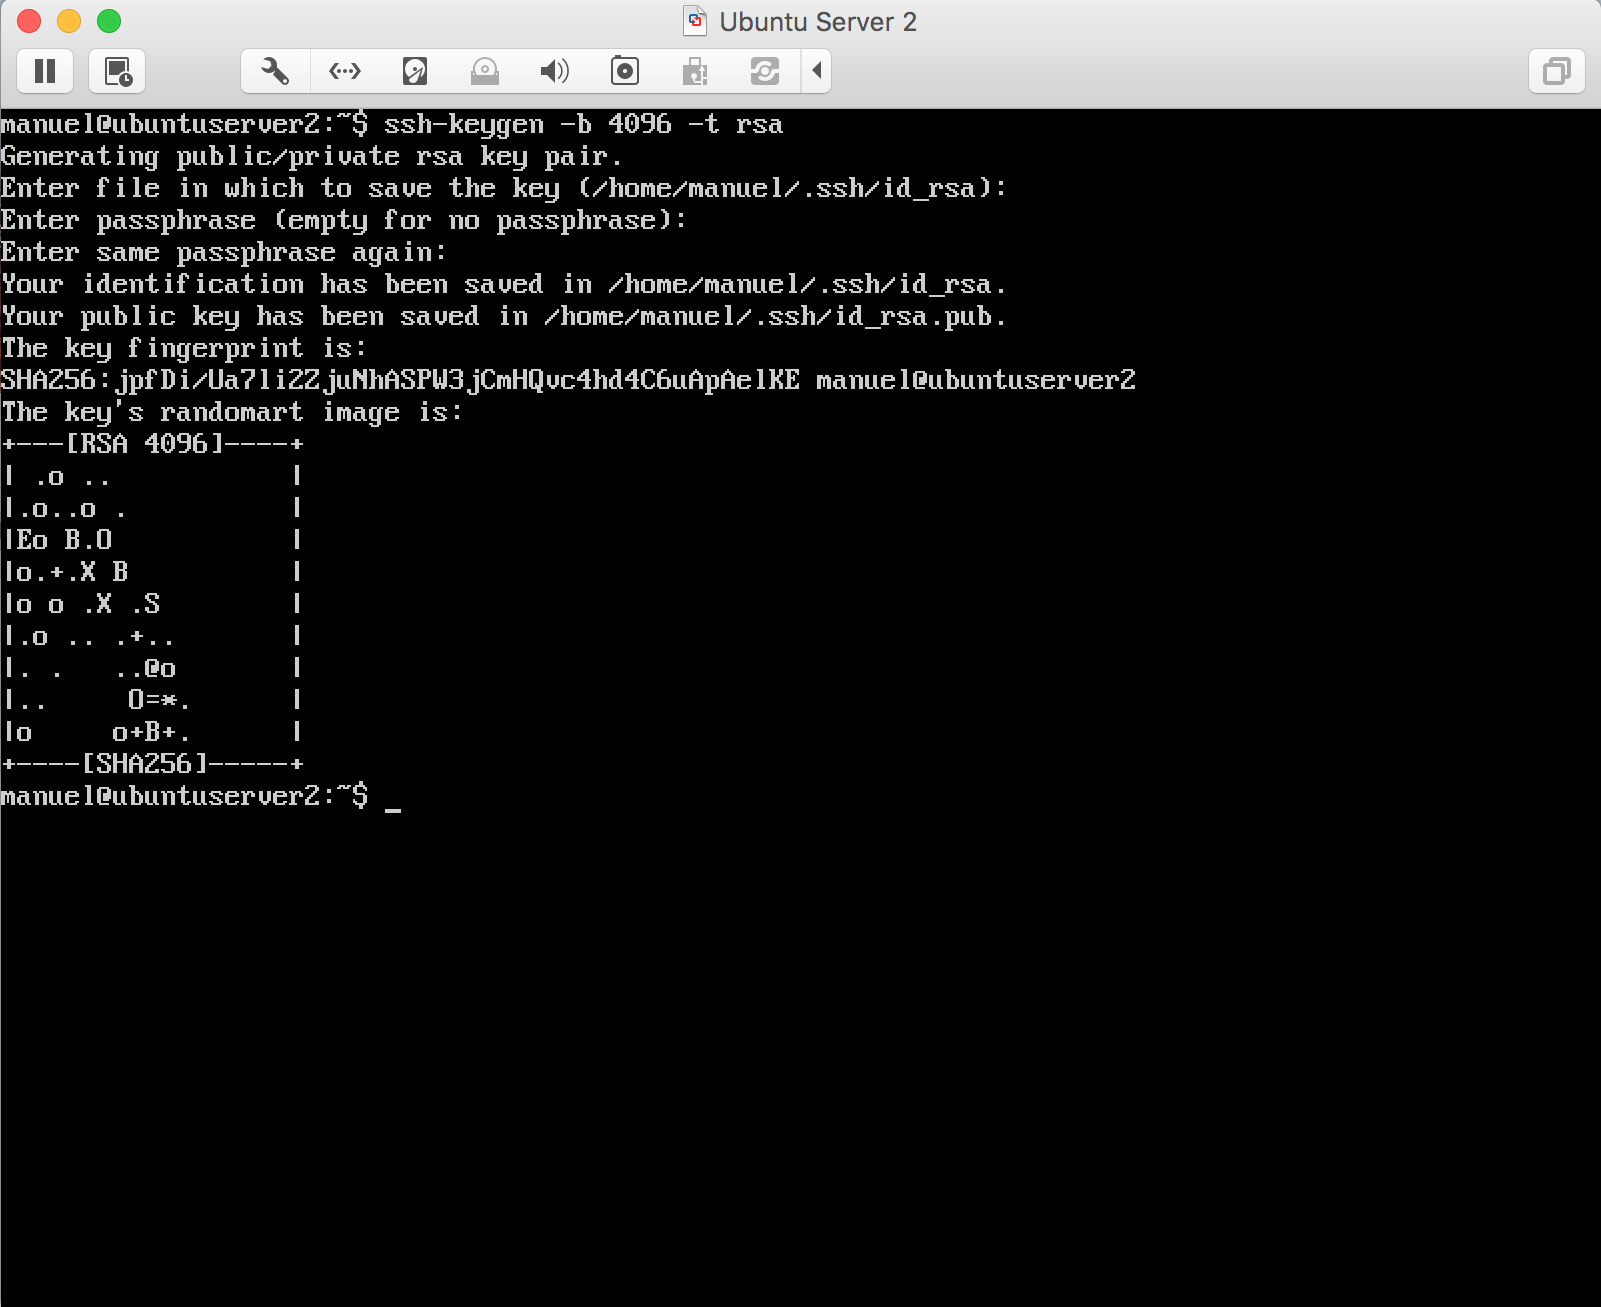 Ubuntu Server 2
manuel@ubuntuserver2:~$ ssh-keygen -b 4096 -t rsa
Generating public/private rsa key pair.
Enter file in which to save the key (/home/manuel/.ssh/id_rsa):
Enter passphrase (empty for no passphrase):
Enter same passphrase again:
Your identification has been saved in /home/manuel/.ssh/id_rsa.
Your public key has been saved in /home/manuel/.ssh/id_rsa.pub.
The key fingerprint is:
SHA256:jpfDi/Ua7li2ZjuNhASPW3jCmHQvc4hd4C6uApAelKE manuel@ubuntuserver2
The key's randomart image is:
+---[RSA 4096]----+
| .o ..           |
|.o..o .          |
|Eo B.O           |
|o.+.X B          |
|o o .X .S        |
|.o .. .+..       |
|. .   ..@o       |
|..     O=*.      |
|o     o+B+.      |
+----[SHA256]-----+
manuel@ubuntuserver2:~$ _